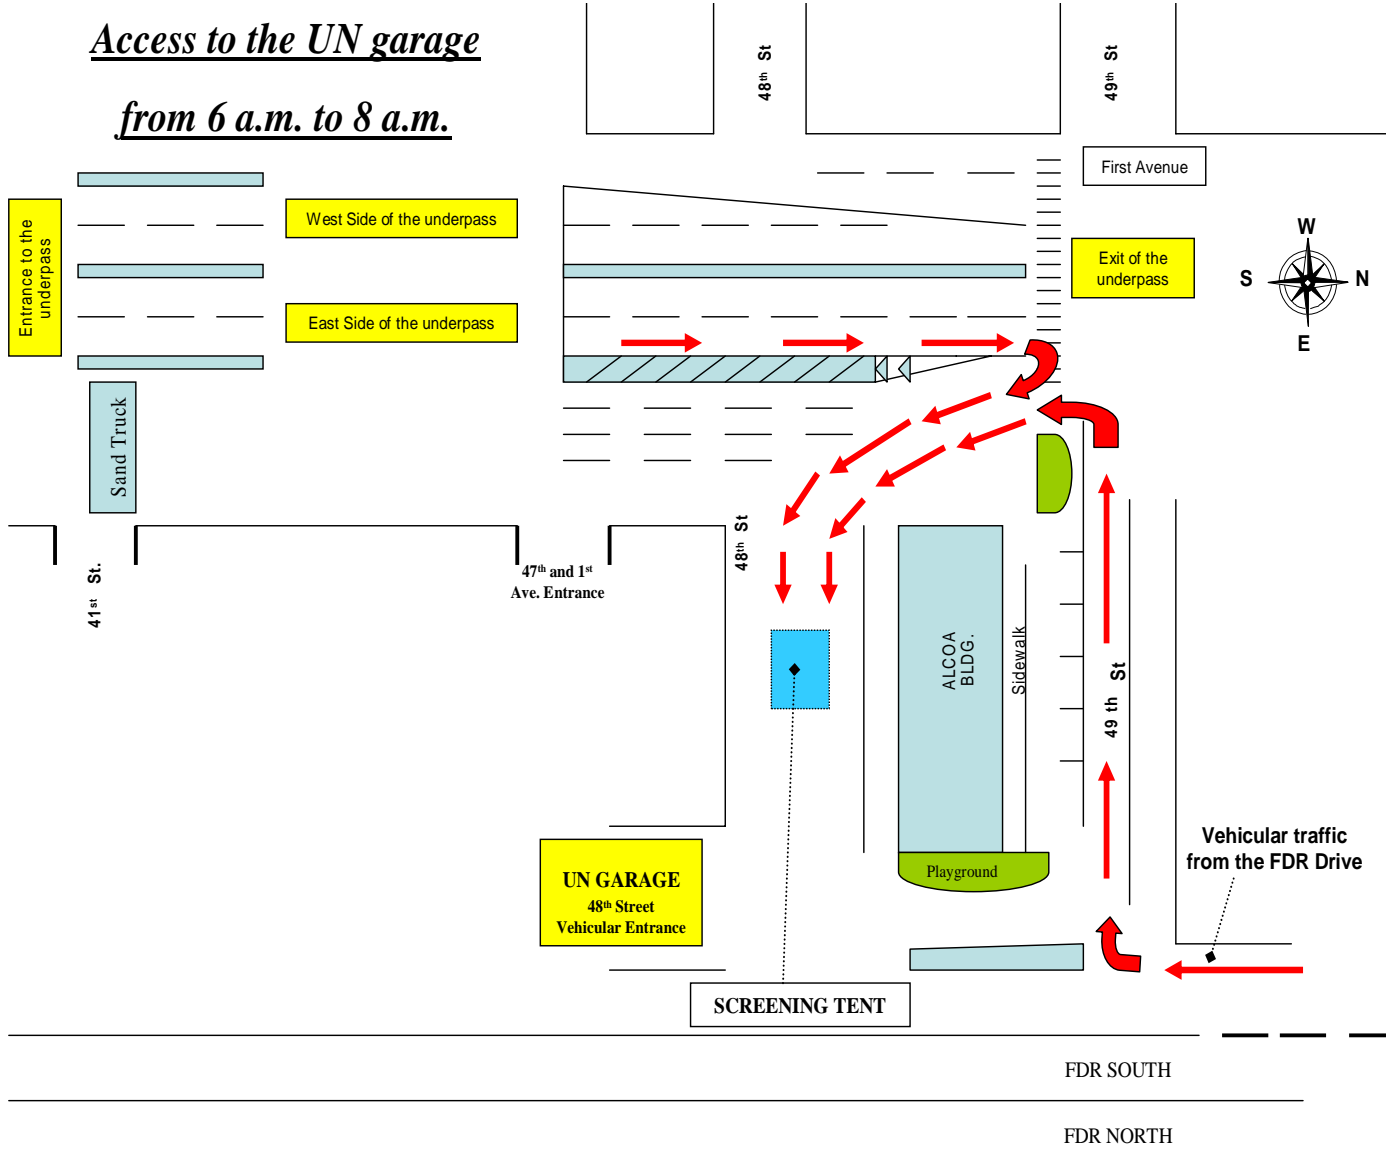 Access to the UN garage
from 6 a.m. to 8 a.m.
48th St
49th St
First Avenue
Entrance to the
underpass
West Side of the underpass
East Side of the underpass
Exit of the
underpass
W
S
N
E
Sand Truck
41st St.
47th and 1st
Ave. Entrance
48th St
ALCOA
BLDG.
Sidewalk
49 th St
Playground
UN GARAGE
48th Street
Vehicular Entrance
Vehicular traffic
from the FDR Drive
SCREENING TENT
FDR SOUTH
FDR NORTH